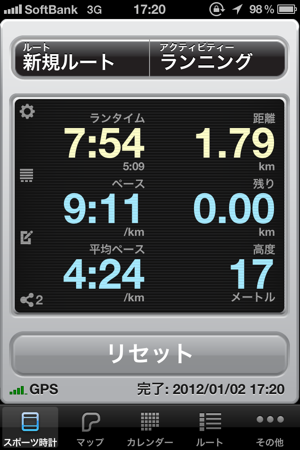 SoftBank 3G 17:20 98%
ルート
新規ルート
アクティビティー
ランニング
ランタイム
7:54
5:09
距離
1.79
km
ペース
9:11
/km
残り
0.00
km
平均ペース
4:24
/km
高度
17
メートル
2
リセット
GPS 完了: 2012/01/02 17:20
スポーツ時計 マップ カレンダー ルート その他